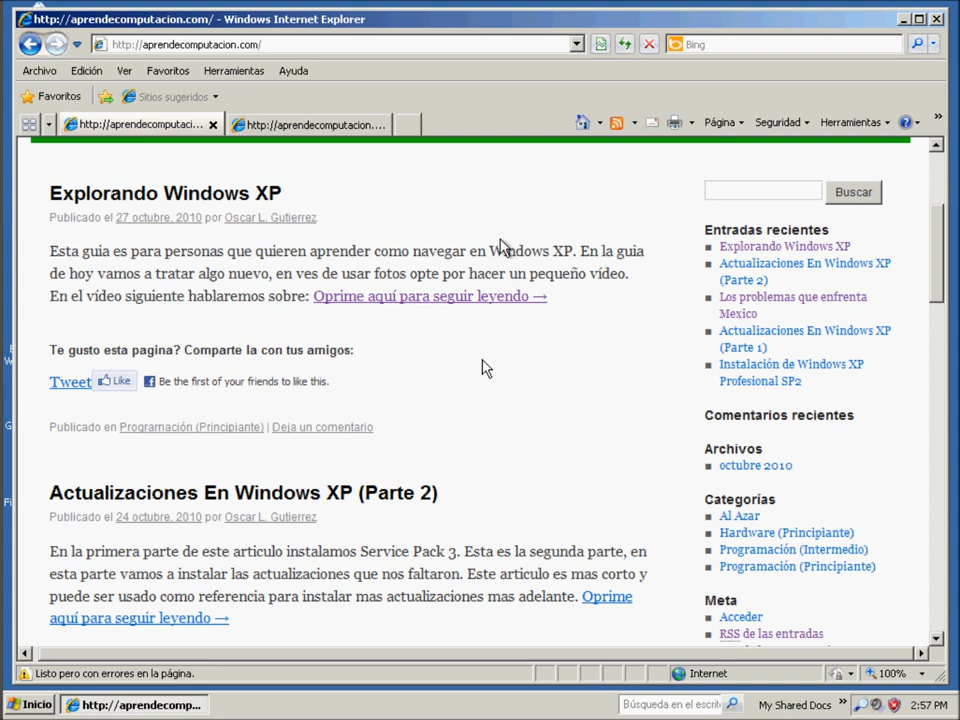 http://aprendecomputacion.com/ - Windows Internet Explorer
http://aprendecomputacion.com/
Bing
Archivo Edición Ver Favoritos Herramientas Ayuda
Favoritos Sitios sugeridos
http://aprendecomputaci... http://aprendecomputacion....
Página Seguridad Herramientas
Explorando Windows XP
Publicado el 27 octubre, 2010 por Oscar L. Gutierrez
Esta guia es para personas que quieren aprender como navegar en Windows XP. En la guia
de hoy vamos a tratar algo nuevo, en ves de usar fotos opte por hacer un pequeño vídeo.
En el vídeo siguiente hablaremos sobre: Oprime aquí para seguir leyendo →
Te gusto esta pagina? Comparte la con tus amigos:
Tweet Like Be the first of your friends to like this.
Publicado en Programación (Principiante) | Deja un comentario
Actualizaciones En Windows XP (Parte 2)
Publicado el 24 octubre, 2010 por Oscar L. Gutierrez
En la primera parte de este articulo instalamos Service Pack 3. Esta es la segunda parte, en
esta parte vamos a instalar las actualizaciones que nos faltaron. Este articulo es mas corto y
puede ser usado como referencia para instalar mas actualizaciones mas adelante. Oprime
aquí para seguir leyendo →
Buscar
Entradas recientes
Explorando Windows XP
Actualizaciones En Windows XP
(Parte 2)
Los problemas que enfrenta
Mexico
Actualizaciones En Windows XP
(Parte 1)
Instalación de Windows XP
Profesional SP2
Comentarios recientes
Archivos
octubre 2010
Categorías
Al Azar
Hardware (Principiante)
Programación (Intermedio)
Programación (Principiante)
Meta
Acceder
RSS de las entradas
Listo pero con errores en la página.
Internet
100%
Inicio
http://aprendecomp...
Búsqueda en el escrit
My Shared Docs
2:57 PM